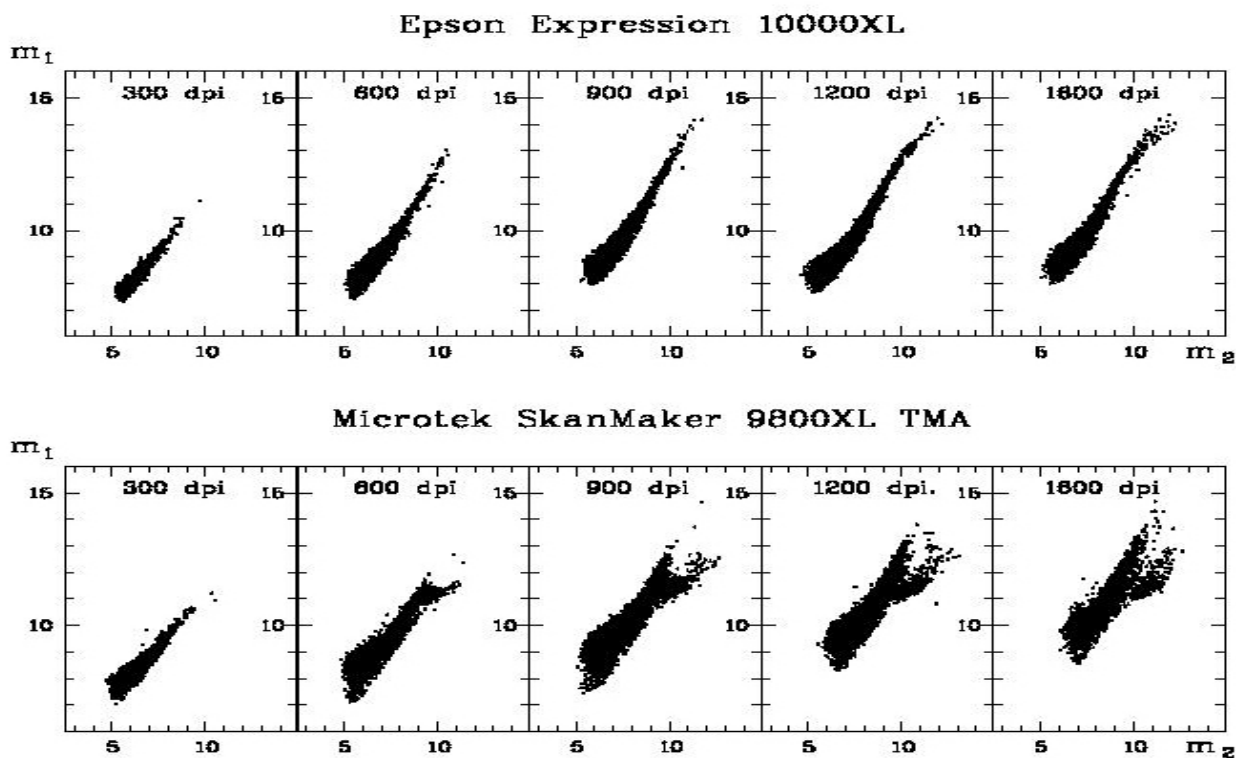 Epson Expression 10000XL
m1
300 dpi 600 dpi 900 dpi 1200 dpi 1600 dpi
15 15 15 15 15
10 10 10 10 10
5 10 5 10 5 10 5 10 5 10 m2
Microtek SkanMaker 9800XL TMA
m1
300 dpi 600 dpi 900 dpi 1200 dpi. 1600 dpi
15 15 15 15 15
10 10 10 10 10
5 10 5 10 5 10 5 10 5 10 m2